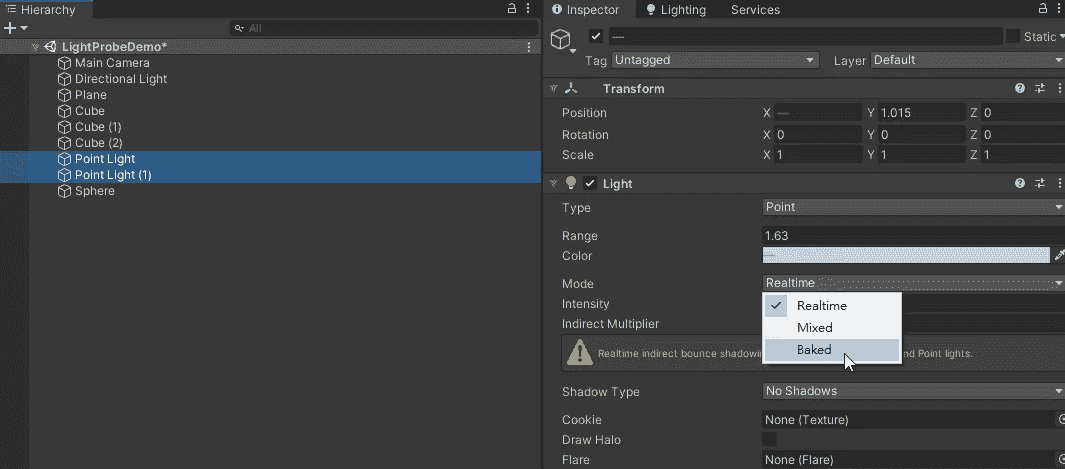 Hierarchy
All
LightProbeDemo*
Main Camera
Directional Light
Plane
Cube
Cube (1)
Cube (2)
Point Light
Point Light (1)
Sphere
Inspector Lighting Services
Static
Tag Untagged Layer Default
Transform
Position X — Y 1.015 Z 0
Rotation X 0 Y 0 Z 0
Scale X 1 Y 1 Z 1
Light
Type Point
Range 1.63
Color
Mode Realtime
Intensity
Indirect Multiplier
Realtime
Mixed
Baked
Realtime indirect bounce shadowing nd Point lights.
Shadow Type No Shadows
Cookie None (Texture)
Draw Halo
Flare None (Flare)